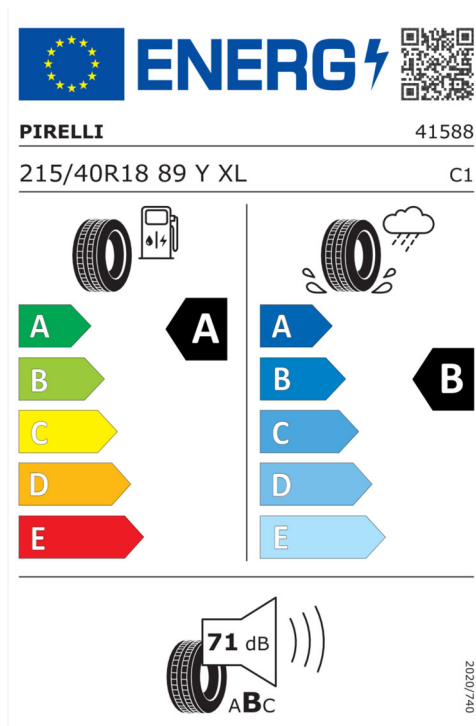 ENERG
PIRELLI 41588
215/40R18 89 Y XL C1
A A A
B B B
C C
D D
E E
71 dB
ABC
2020/740